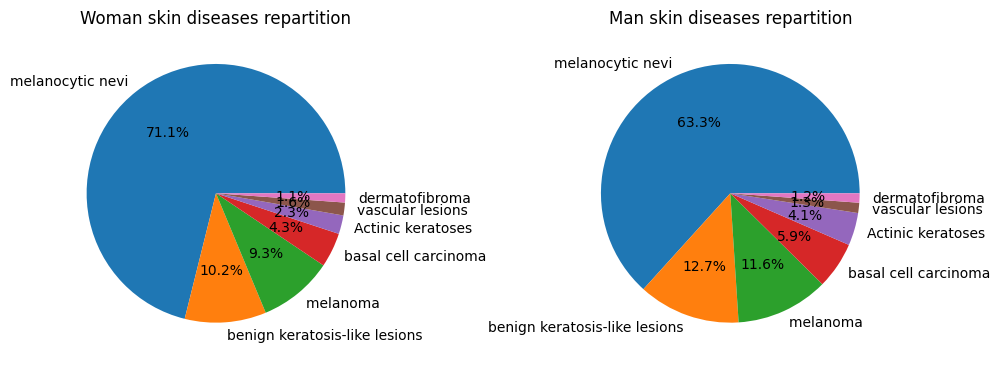 Woman skin diseases repartition
melanocytic nevi
71.1%
10.2%
benign keratosis-like lesions
9.3%
melanoma
4.3%
basal cell carcinoma
2.3%
Actinic keratoses
1.6%
vascular lesions
1.1%
dermatofibroma
Man skin diseases repartition
melanocytic nevi
63.3%
12.7%
benign keratosis-like lesions
11.6%
melanoma
5.9%
basal cell carcinoma
4.1%
Actinic keratoses
1.3%
vascular lesions
1.2%
dermatofibroma